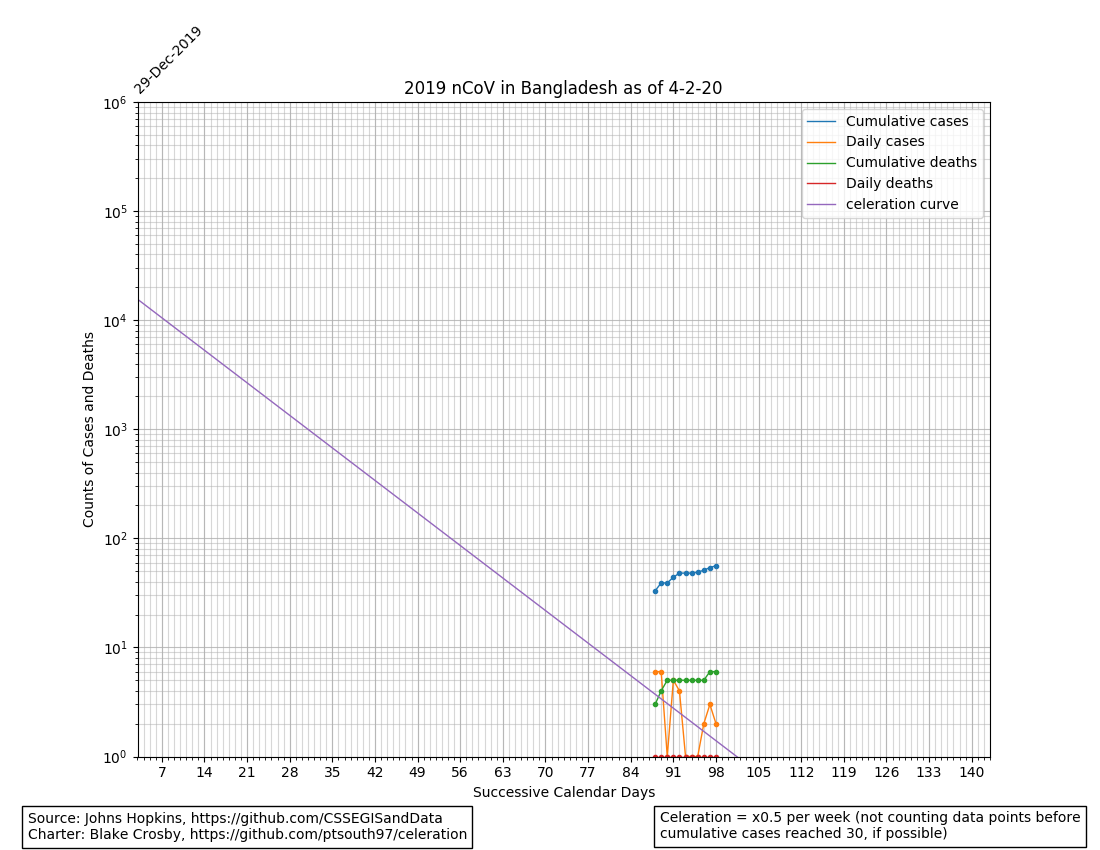 29-Dec-2019
2019 nCoV in Bangladesh as of 4-2-20
Cumulative cases
Daily cases
Cumulative deaths
Daily deaths
celeration curve
Counts of Cases and Deaths
10^6
10^5
10^4
10^3
10^2
10^1
10^0
7 14 21 28 35 42 49 56 63 70 77 84 91 98 105 112 119 126 133 140
Successive Calendar Days
Source: Johns Hopkins, https://github.com/CSSEGISandData
Charter: Blake Crosby, https://github.com/ptsouth97/celeration
Celeration = x0.5 per week (not counting data points before
cumulative cases reached 30, if possible)